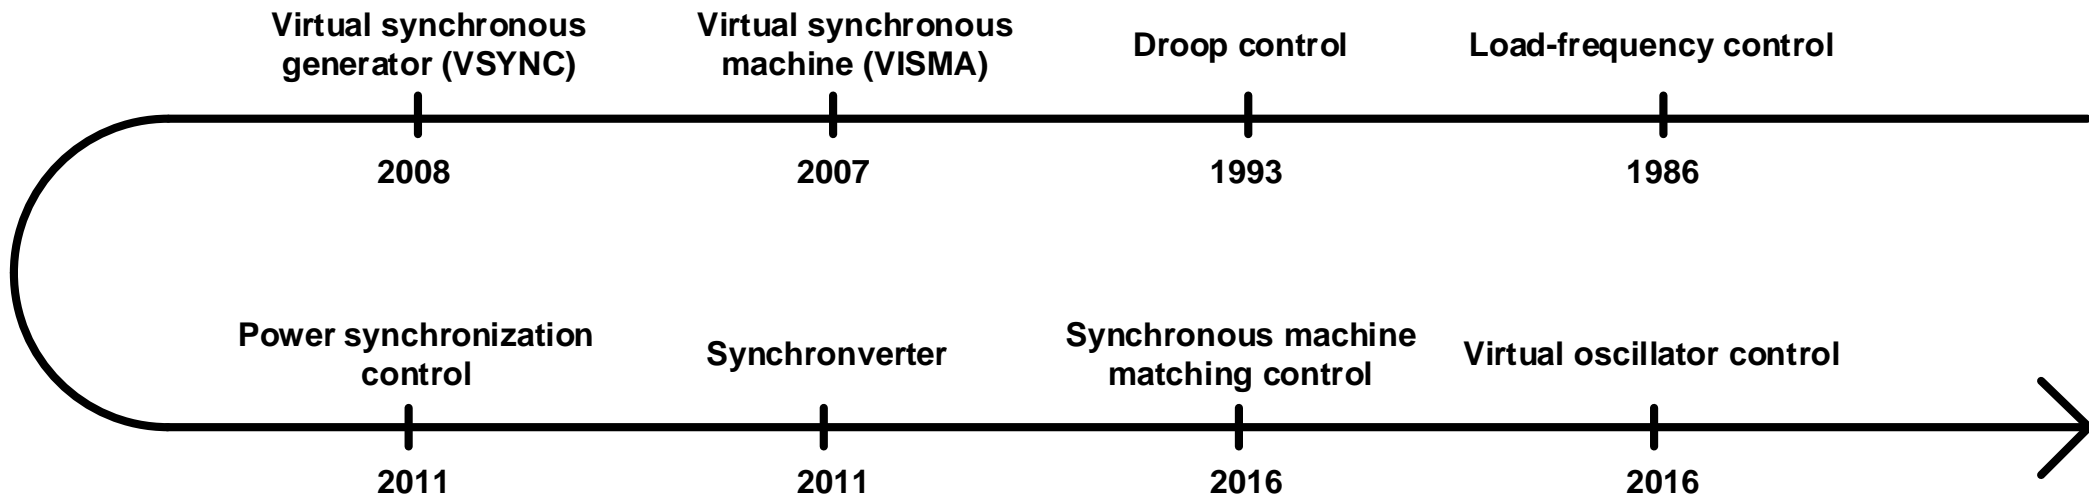 Virtual synchronous
generator (VSYNC)
2008
Virtual synchronous
machine (VISMA)
2007
Droop control
1993
Load-frequency control
1986
Power synchronization
control
2011
Synchronverter
2011
Synchronous machine
matching control
2016
Virtual oscillator control
2016